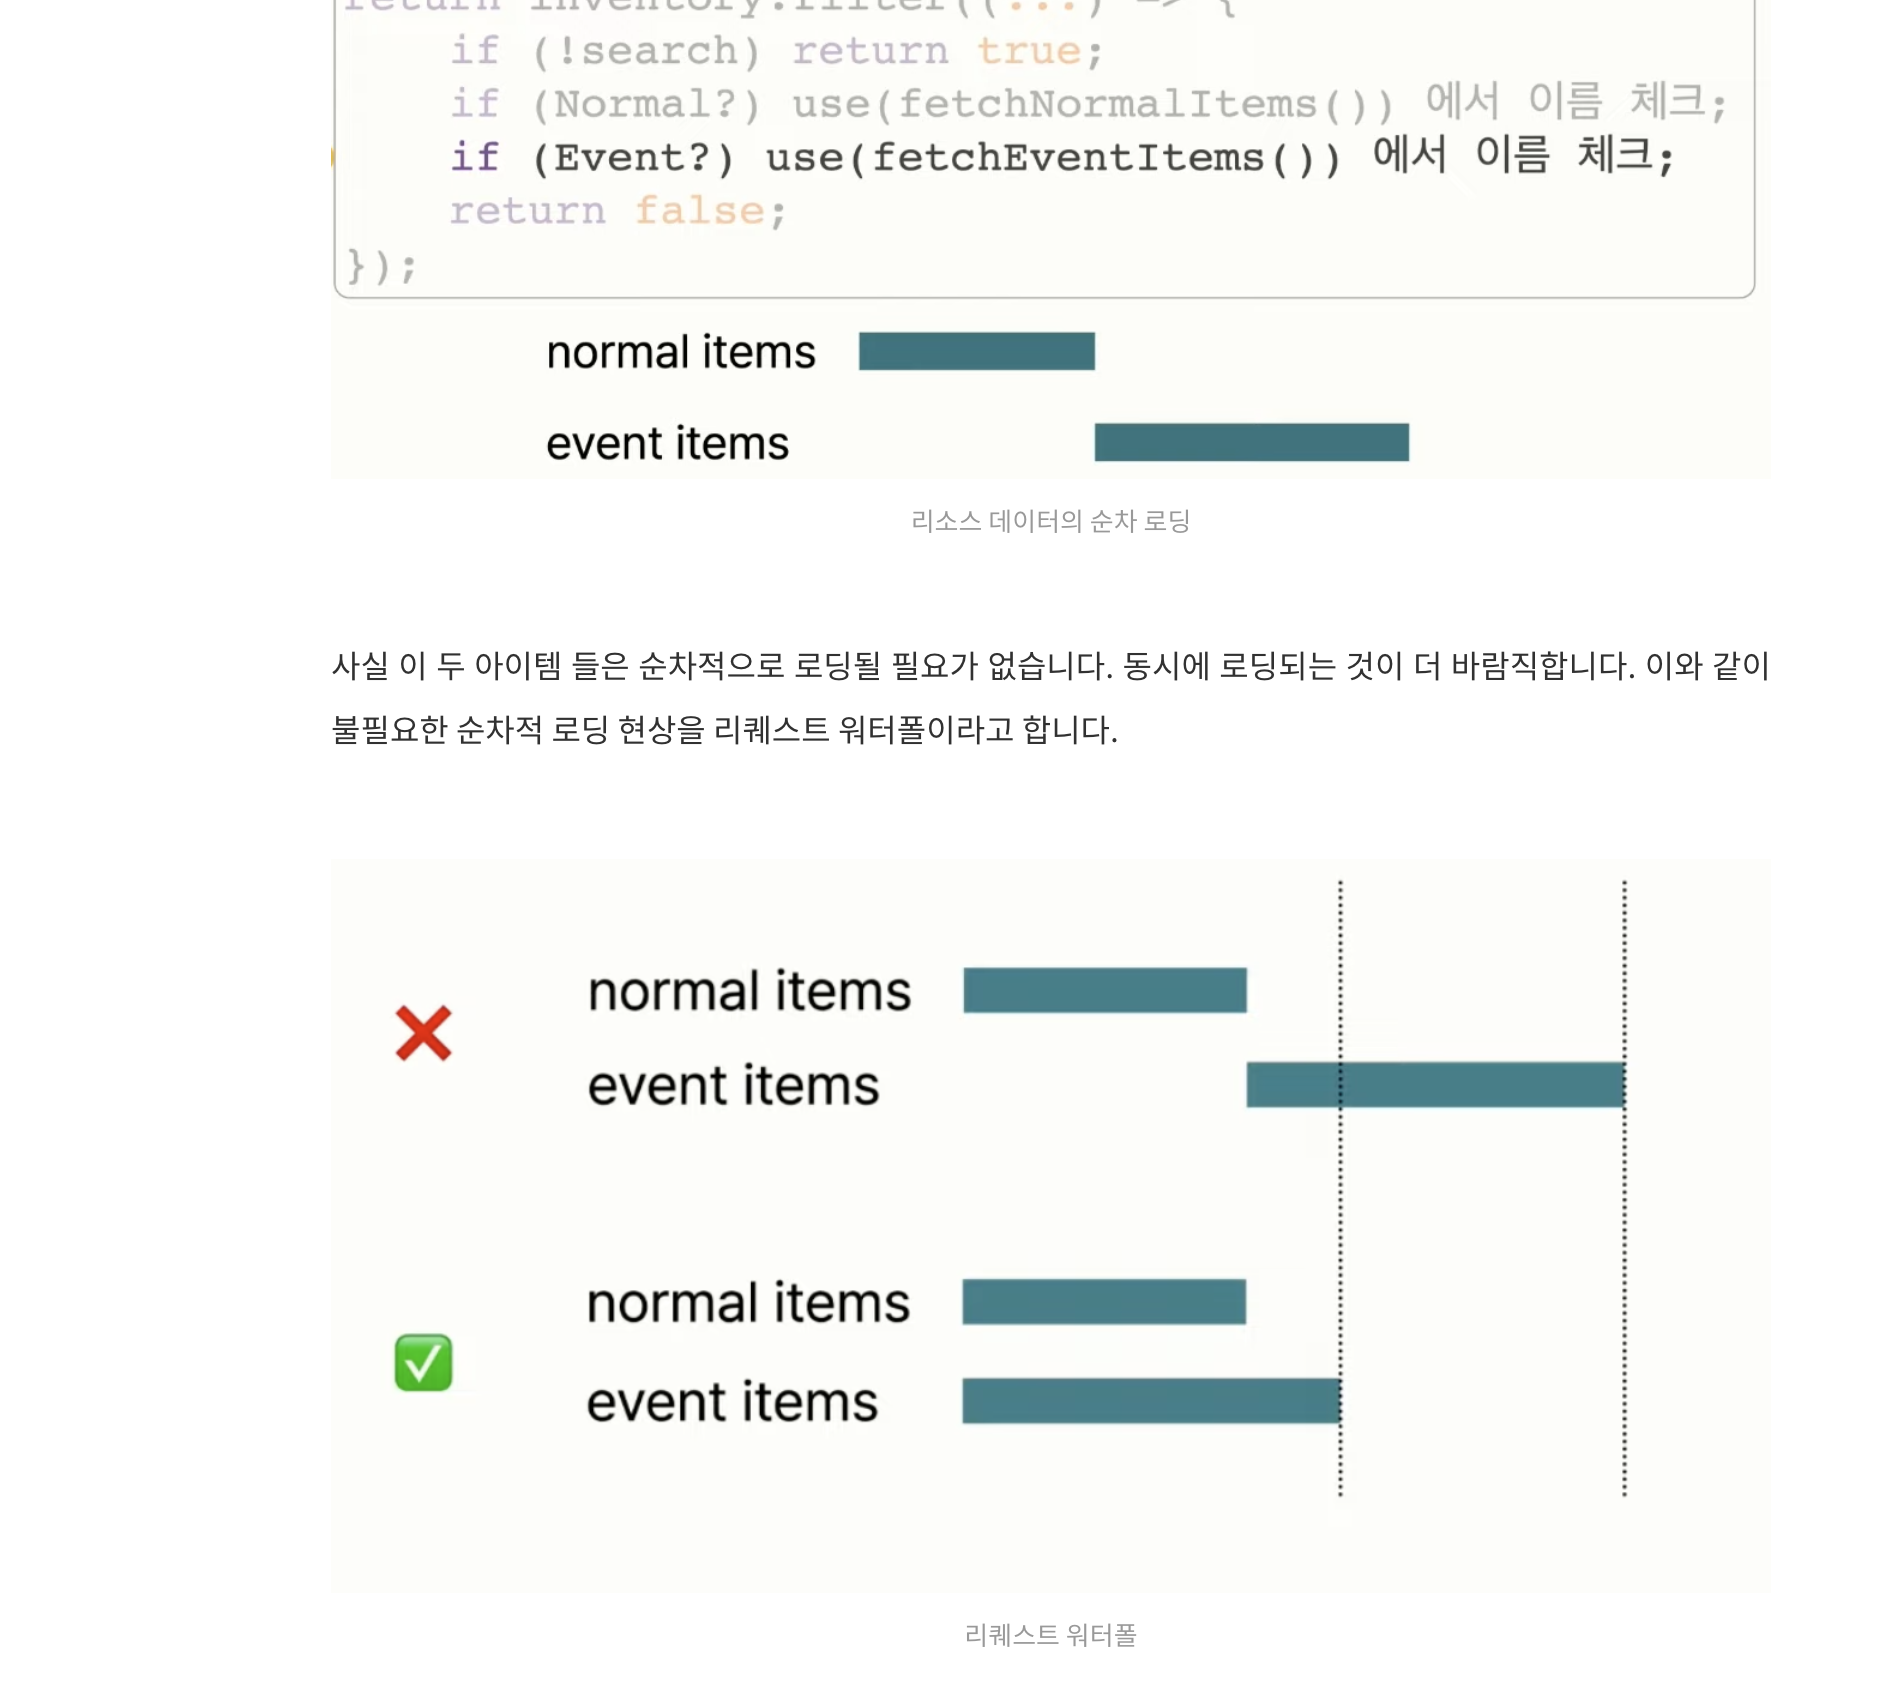 return inventory.filter((...) => {
if (!search) return true;
if (Normal?) use(fetchNormalItems()) 에서 이름 체크;
if (Event?) use(fetchEventItems()) 에서 이름 체크;
return false;
});
normal items
event items
리소스 데이터의 순차 로딩
사실 이 두 아이템 들은 순차적으로 로딩될 필요가 없습니다. 동시에 로딩되는 것이 더 바람직합니다. 이와 같이
불필요한 순차적 로딩 현상을 리퀘스트 워터폴이라고 합니다.
normal items
event items
normal items
event items
리퀘스트 워터폴